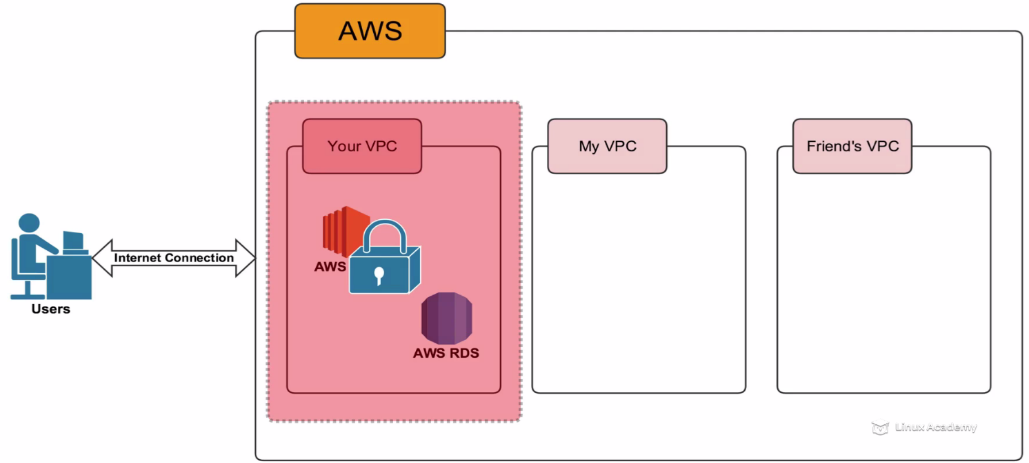 AWS
Your VPC
My VPC
Friend's VPC
AWS
Internet Connection
Users
AWS RDS
Linux Academy